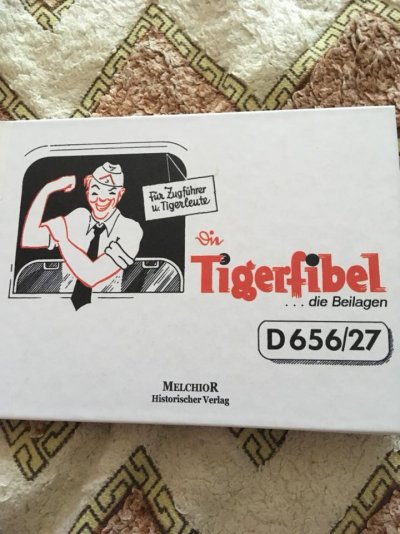 Für Zugführer
u. Tigerleute
Die
Tigerfibel
... die Beilagen
D656/27
MELCHIOR
Historischer Verlag